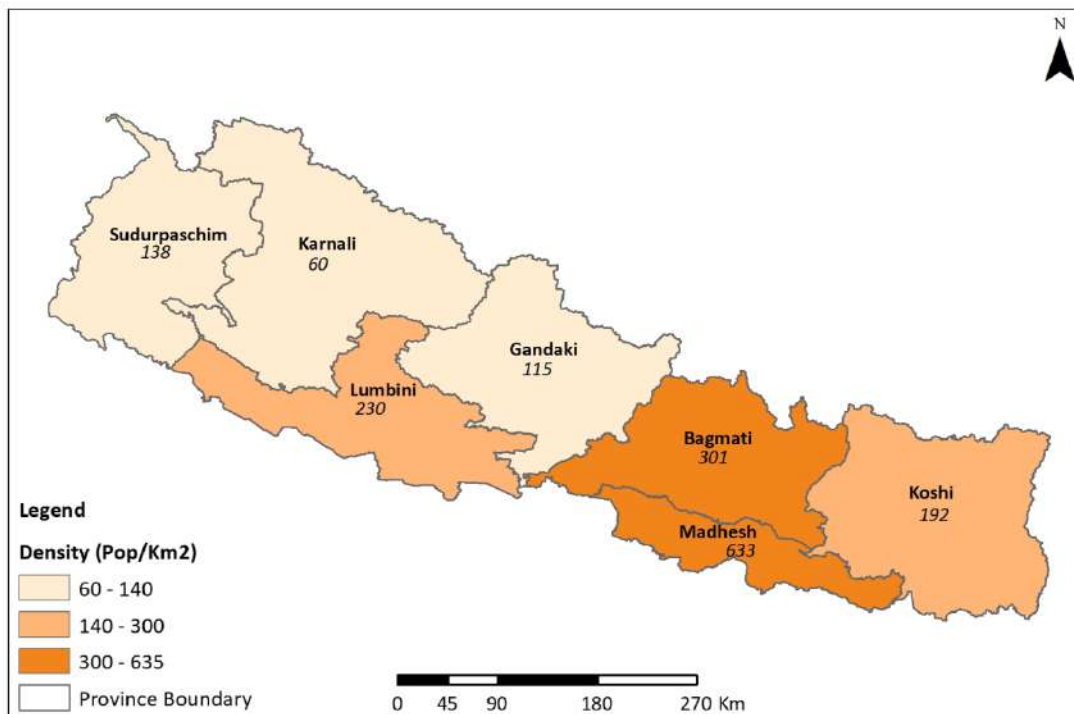 N
Sudurpaschim
138
Karnali
60
Gandaki
115
Lumbini
230
Bagmati
301
Koshi
192
Madhesh
633
Legend
Density (Pop/Km2)
60 - 140
140 - 300
300 - 635
Province Boundary
0 45 90 180 270 Km